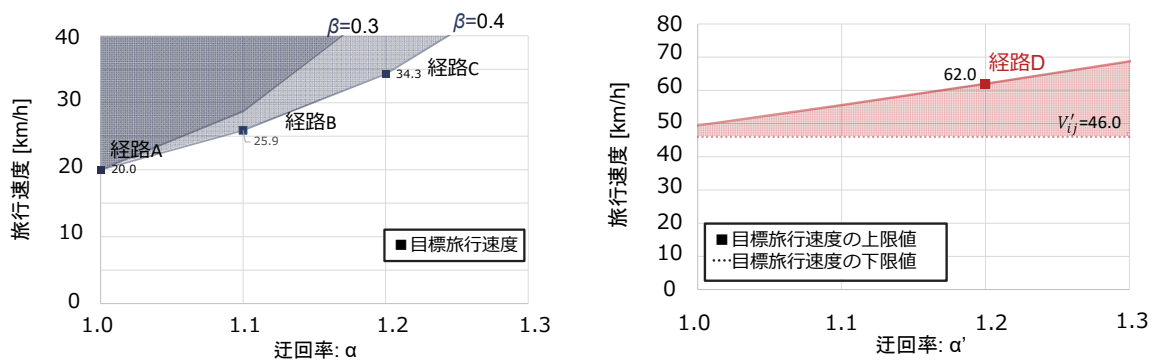 β=0.3
β=0.4
40
30
20
10
0
旅行速度 [km/h]
経路A
20.0
経路B
25.9
経路C
34.3
■目標旅行速度
1.0
1.1
1.2
1.3
迂回率: α
80
70
60
50
40
30
20
10
0
旅行速度 [km/h]
経路D
62.0
V'ij=46.0
■目標旅行速度の上限値
····目標旅行速度の下限値
1.0
1.1
1.2
1.3
迂回率: α’